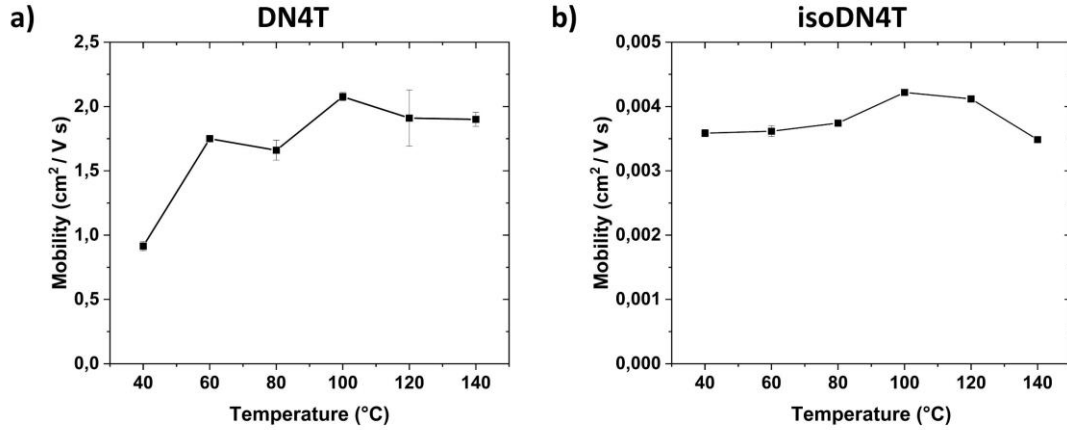 a) DN4T
Mobility (cm² / V s)
2,5
2,0
1,5
1,0
0,5
0,0
40 60 80 100 120 140
Temperature (°C)
b) isoDN4T
Mobility (cm² / V s)
0,005
0,004
0,003
0,002
0,001
0,000
40 60 80 100 120 140
Temperature (°C)